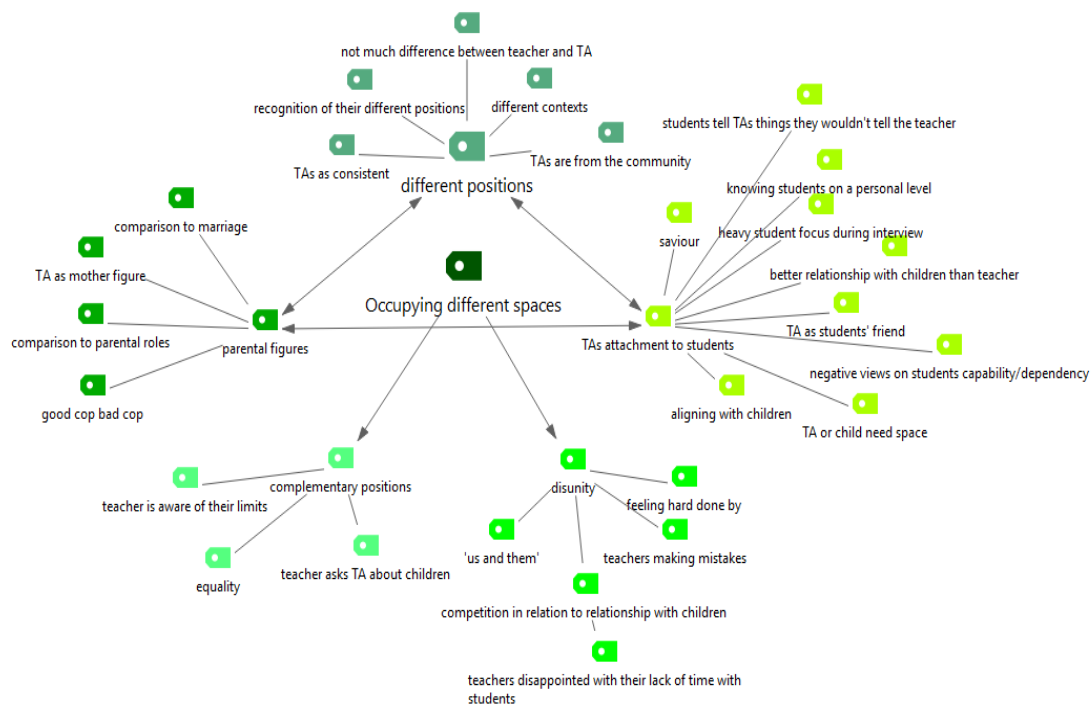 not much difference between teacher and TA
recognition of their different positions
different contexts
TAs as consistent
TAs are from the community
different positions
students tell TAs things they wouldn't tell the teacher
knowing students on a personal level
heavy student focus during interview
saviour
better relationship with children than teacher
TA as students' friend
TAs attachment to students
negative views on students capability/dependency
aligning with children
TA or child need space
comparison to marriage
TA as mother figure
comparison to parental roles
parental figures
good cop bad cop
Occupying different spaces
complementary positions
teacher is aware of their limits
equality
teacher asks TA about children
disunity
feeling hard done by
'us and them'
teachers making mistakes
competition in relation to relationship with children
teachers disappointed with their lack of time with
students